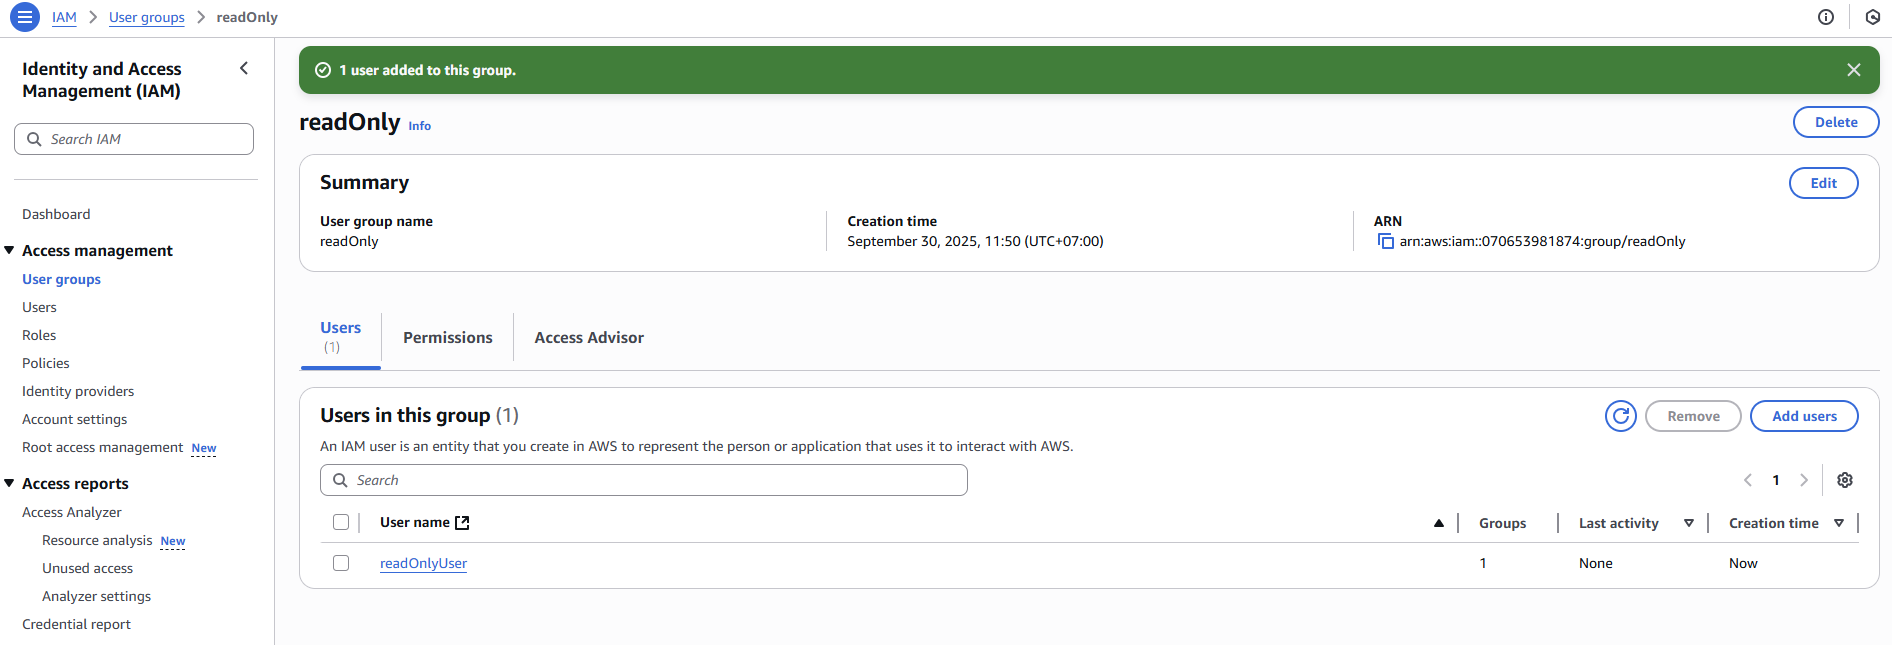 IAM > User groups > readOnly
Identity and Access
Management (IAM)
Search IAM
Dashboard
Access management
User groups
Users
Roles
Policies
Identity providers
Account settings
Root access management New
Access reports
Access Analyzer
Resource analysis New
Unused access
Analyzer settings
Credential report
1 user added to this group.
readOnly Info
Delete
Summary
Edit
User group name
readOnly
Creation time
September 30, 2025, 11:50 (UTC+07:00)
ARN
arn:aws:iam::070653981874:group/readOnly
Users
(1)
Permissions
Access Advisor
Users in this group (1)
Remove
Add users
An IAM user is an entity that you create in AWS to represent the person or application that uses it to interact with AWS.
Search
1
User name Groups Last activity Creation time
readOnlyUser 1 None Now